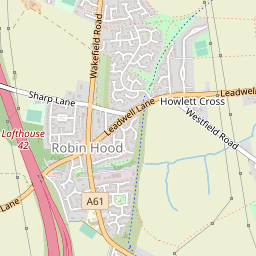 Wakefield Road
Sharp Lane
Leadwell Lane
Leadwell
Howlett Cross
Westfield Road
Lofthouse
42
Robin Hood
Lane
A61